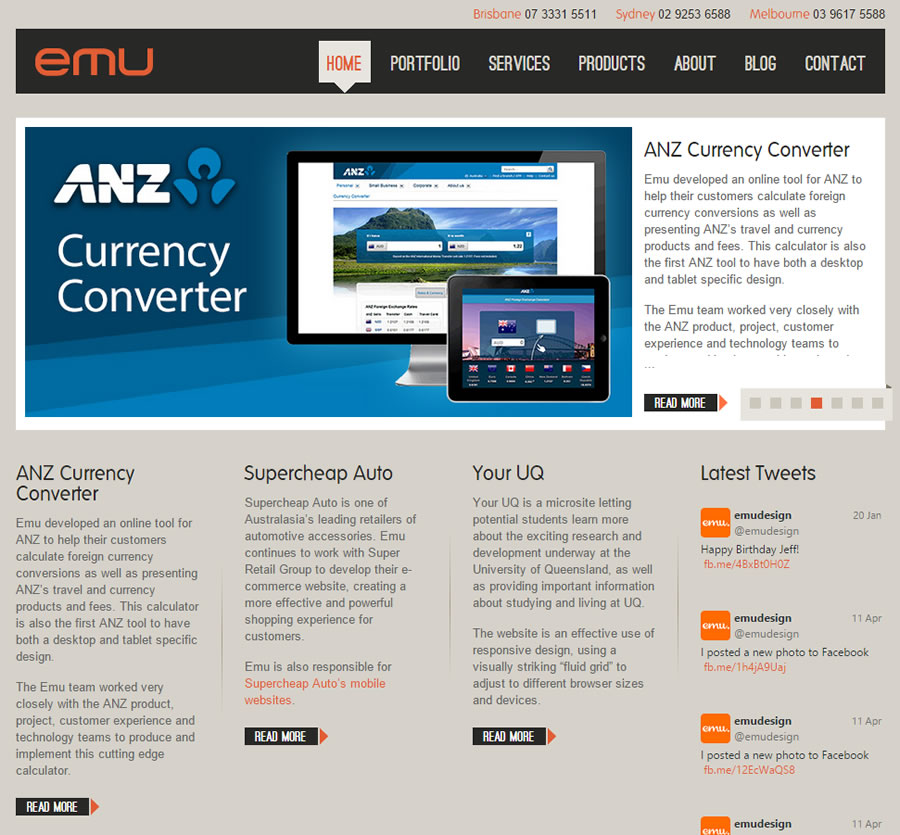 Brisbane 07 3331 5511 Sydney 02 9253 6588 Melbourne 03 9617 5588
emu
HOME PORTFOLIO SERVICES PRODUCTS ABOUT BLOG CONTACT
ANZ
Currency
Converter
ANZ
Personal Small Business Corporate About us
Currency Converter
ANZ Foreign Exchange Rates
ANZ
AUD
ANZ Currency Converter
Emu developed an online tool for ANZ to
help their customers calculate foreign
currency conversions as well as
presenting ANZ's travel and currency
products and fees. This calculator is also
the first ANZ tool to have both a desktop
and tablet specific design.
The Emu team worked very closely with
the ANZ product, project, customer
experience and technology teams to
...
READ MORE
ANZ Currency
Converter
Emu developed an online tool for
ANZ to help their customers
calculate foreign currency
conversions as well as presenting
ANZ's travel and currency
products and fees. This calculator
is also the first ANZ tool to have
both a desktop and tablet specific
design.
The Emu team worked very
closely with the ANZ product,
project, customer experience and
technology teams to produce and
implement this cutting edge
calculator.
READ MORE
Supercheap Auto
Supercheap Auto is one of
Australasia's leading retailers of
automotive accessories. Emu
continues to work with Super
Retail Group to develop their e-
commerce website, creating a
more effective and powerful
shopping experience for
customers.
Emu is also responsible for
Supercheap Auto's mobile
websites.
READ MORE
Your UQ
Your UQ is a microsite letting
potential students learn more
about the exciting research and
development underway at the
University of Queensland, as well
as providing important information
about studying and living at UQ.
The website is an effective use of
responsive design, using a
visually striking “fluid grid” to
adjust to different browser sizes
and devices.
READ MORE
Latest Tweets
emu.
emudesign 20 Jan
@emudesign
Happy Birthday Jeff!
fb.me/4BxBt0H0Z
emu.
emudesign 11 Apr
@emudesign
I posted a new photo to Facebook
fb.me/1h4jA9Uaj
emu.
emudesign 11 Apr
@emudesign
I posted a new photo to Facebook
fb.me/12EcWaQS8
emu.
emudesign 11 Apr